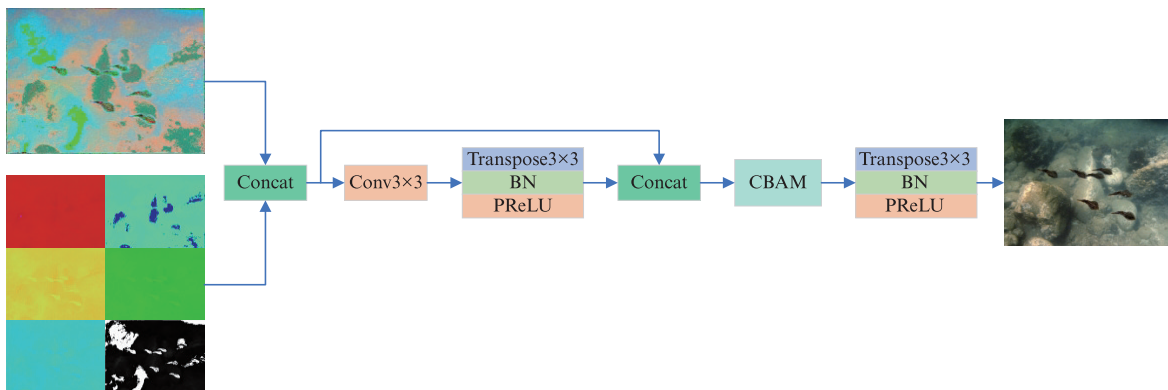 Concat
Conv3×3
Transpose3×3
BN
PReLU
Concat
CBAM
Transpose3×3
BN
PReLU